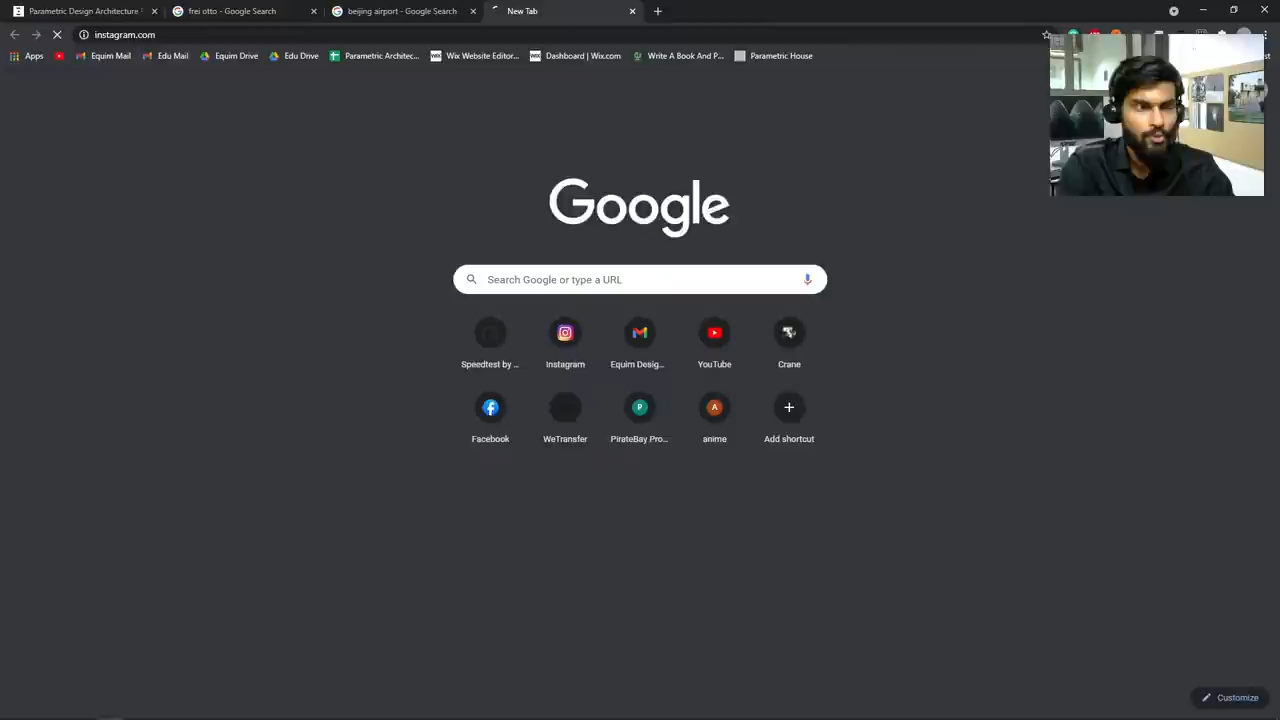 Parametric Design Architecture
frei otto - Google Search
beijing airport - Google Search
New Tab
instagram.com
Apps
Equim Mail
Edu Mail
Equim Drive
Edu Drive
Parametric Architec...
Wix Website Editor...
Dashboard | Wix.com
Write A Book And P...
Parametric House
Google
Search Google or type a URL
Speedtest by ...
Instagram
Equim Desig...
YouTube
Crane
Facebook
WeTransfer
PirateBay Pro...
anime
Add shortcut
Customize